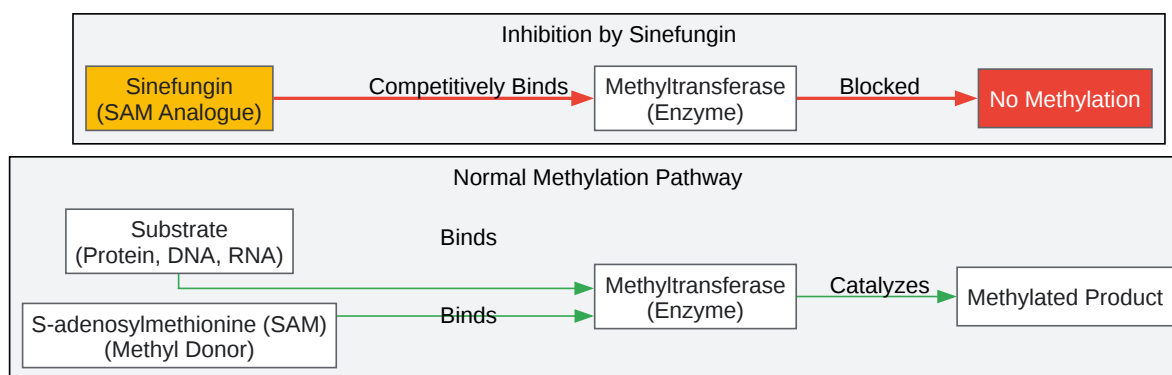 Inhibition by Sinefungin
Sinefungin
(SAM Analogue)
Competitively Binds
Methyltransferase
(Enzyme)
Blocked
No Methylation
Normal Methylation Pathway
Substrate
(Protein, DNA, RNA)
Binds
S-adenosylmethionine (SAM)
(Methyl Donor)
Binds
Methyltransferase
(Enzyme)
Catalyzes
Methylated Product